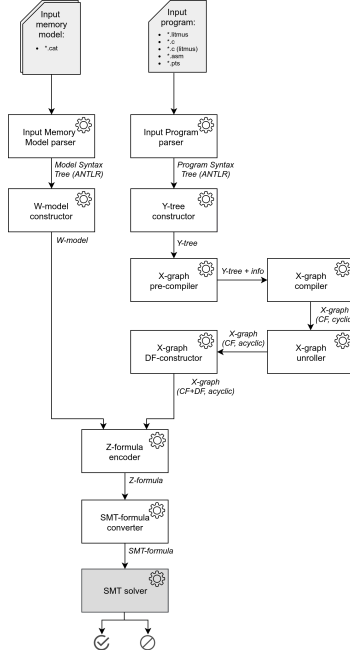 Input
memory
model:
• *.cat
Input
program:
• *.litmus
• *.c
• *.c (litmus)
• *.asm
• *.pts
Input Memory
Model parser
Input Program
parser
Model Syntax
Tree (ANTLR)
Program Syntax
Tree (ANTLR)
W-model
constructor
Y-tree
constructor
W-model
Y-tree
X-graph
pre-compiler
Y-tree + info
X-graph
compiler
X-graph
(CF, cyclic
X-graph
DF-constructor
X-graph
(CF, acyclic)
X-graph
unroller
X-graph
(CF+DF, acyclic)
Z-formula
encoder
Z-formula
SMT-formula
converter
SMT-formula
SMT solver